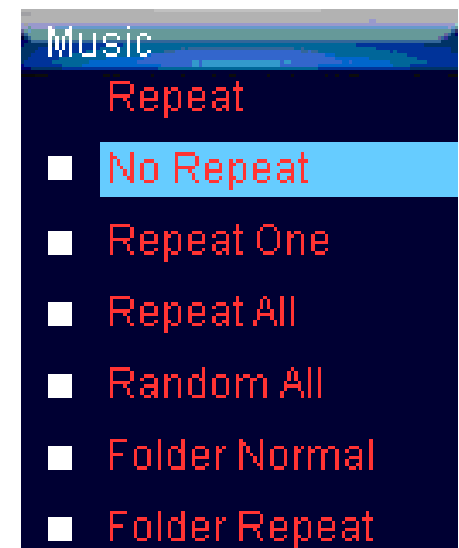 Music
Repeat
No Repeat
Repeat One
Repeat All
Random All
Folder Normal
Folder Repeat